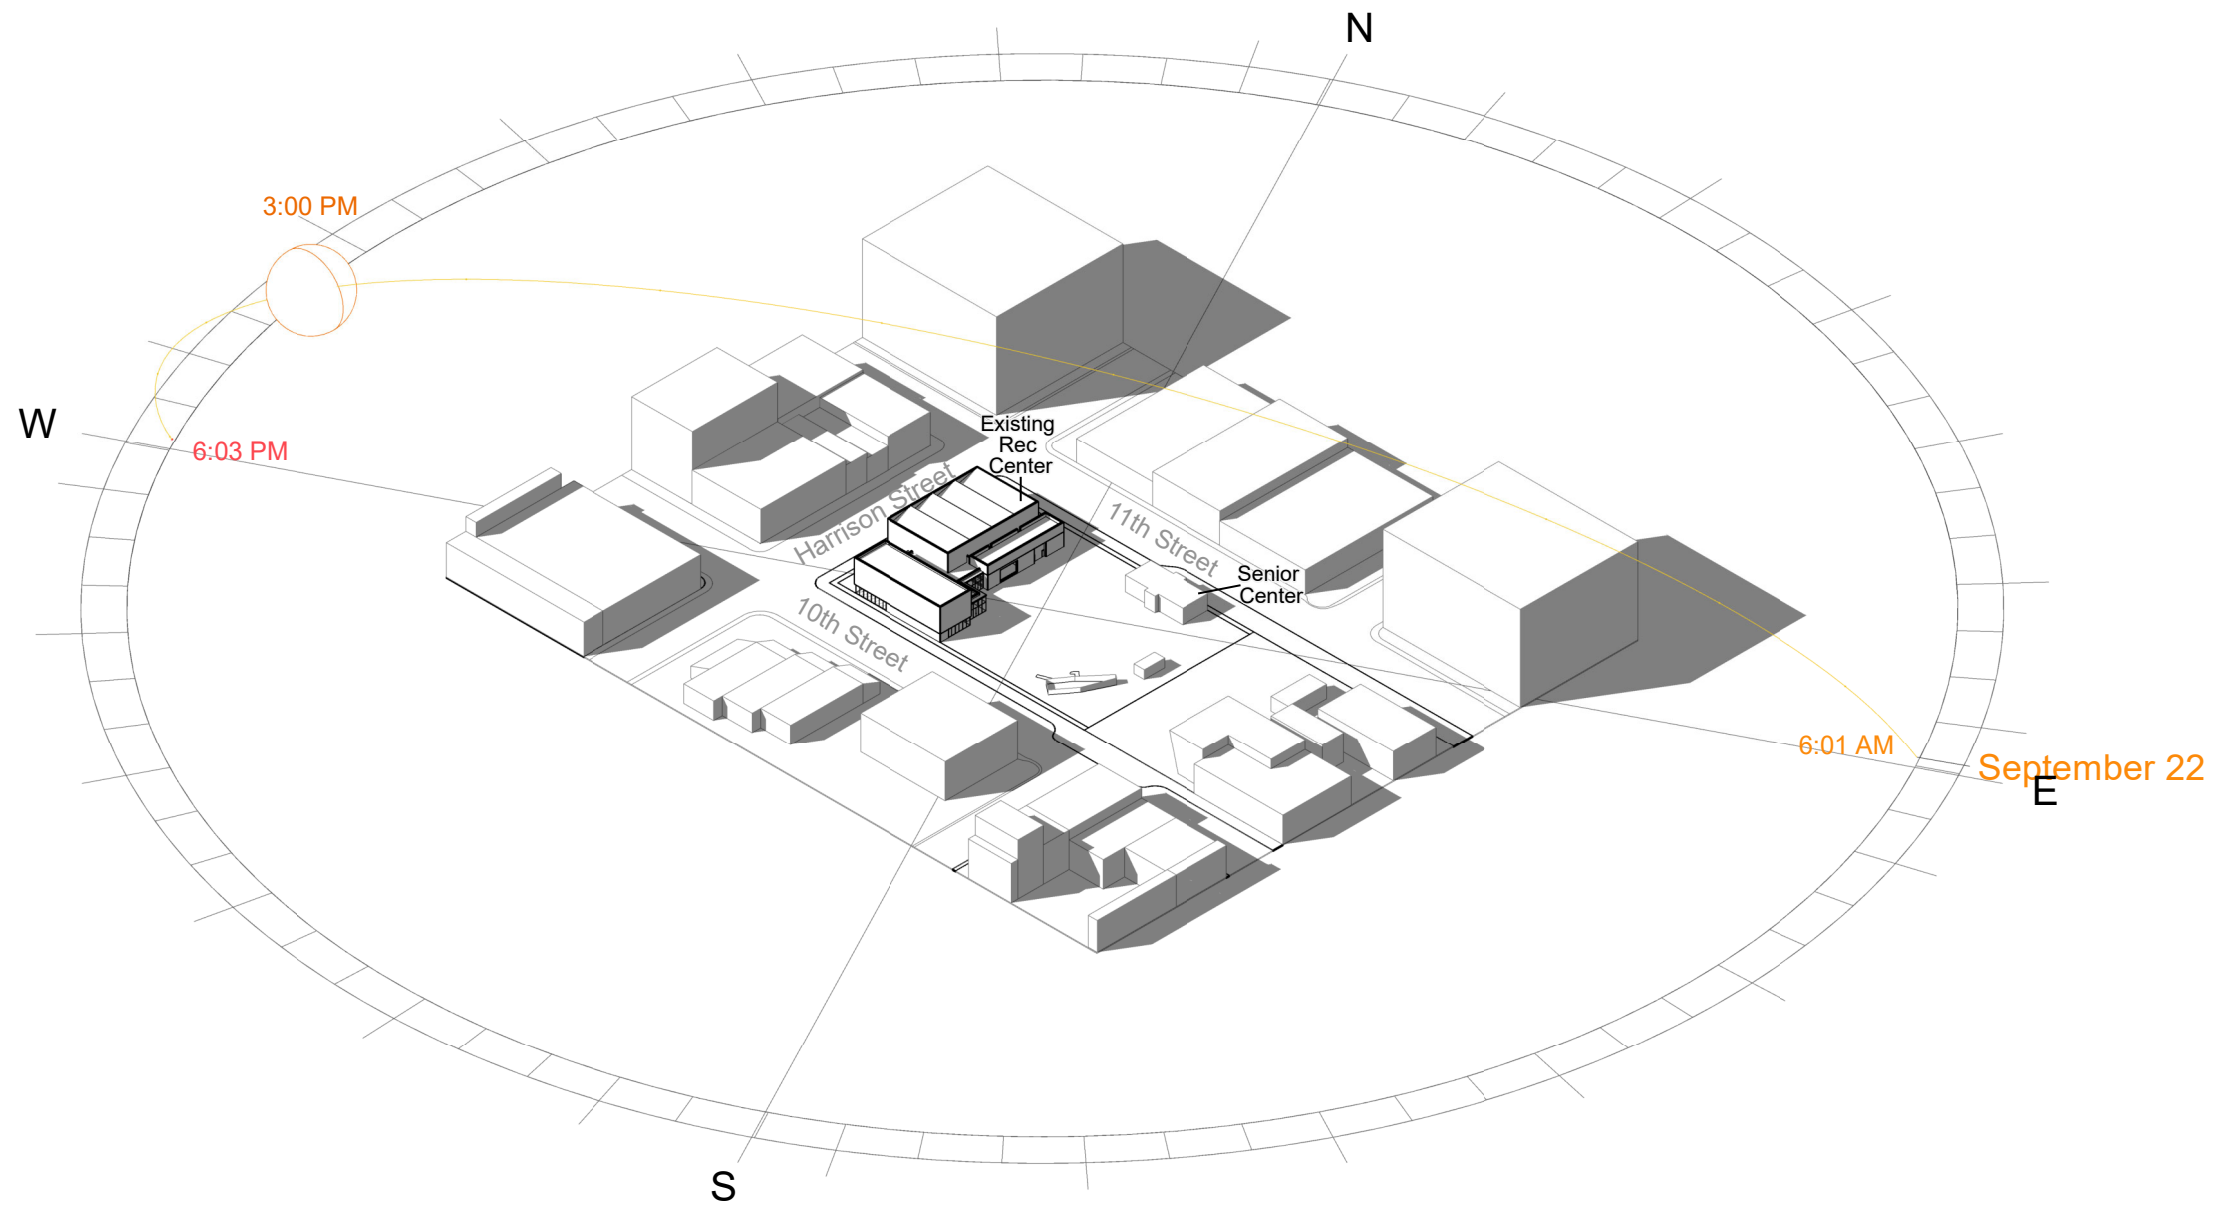 N
3:00 PM
W
6:03 PM
Existing
Rec
Center
Harrison Street
11th Street
Senior
Center
10th Street
6:01 AM
September 22
E
S